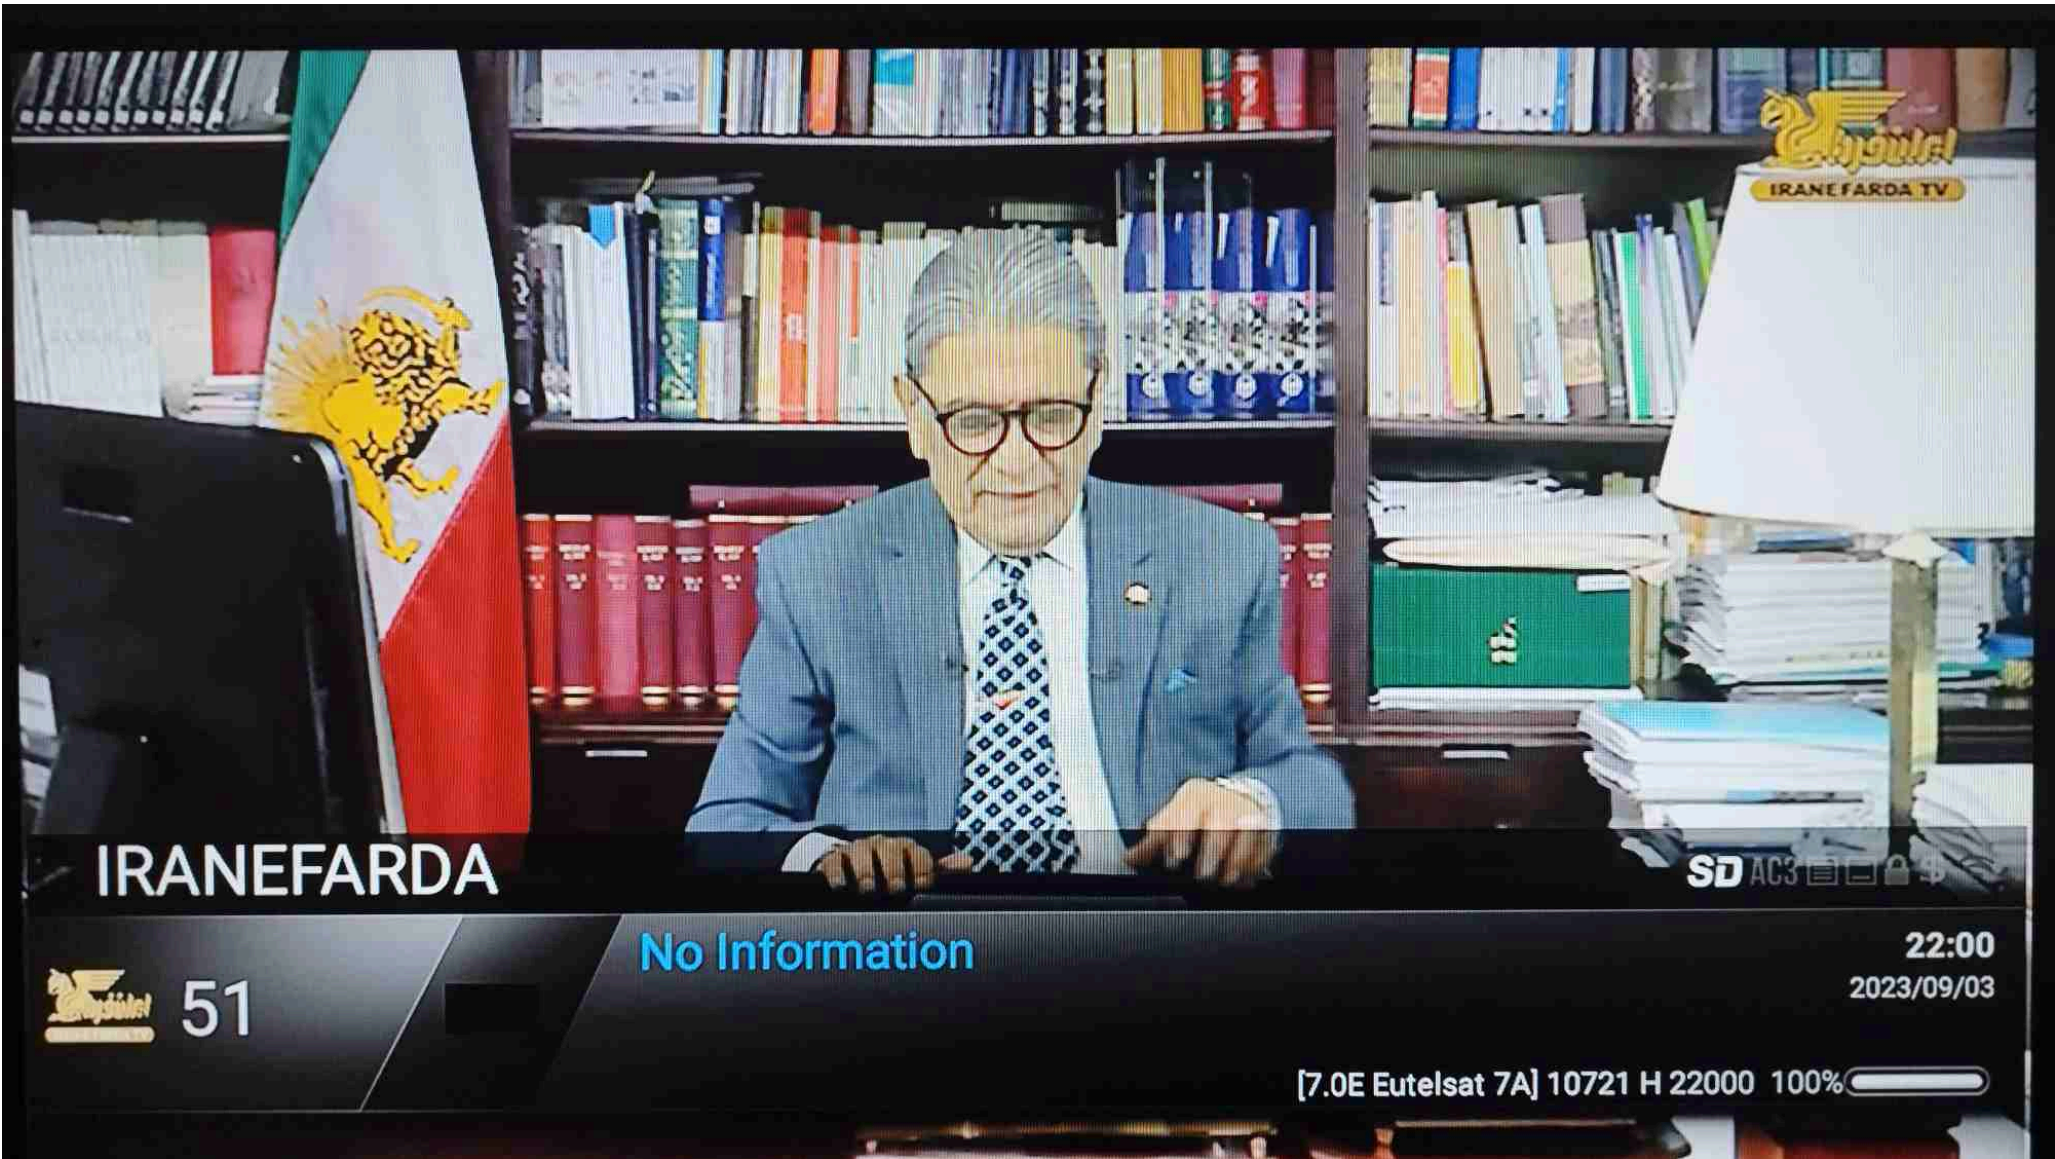 IRANEFARDA TV
IRANEFARDA
SD AC3
51
No Information
22:00
2023/09/03
[7.0E Eutelsat 7A] 10721 H 22000 100%